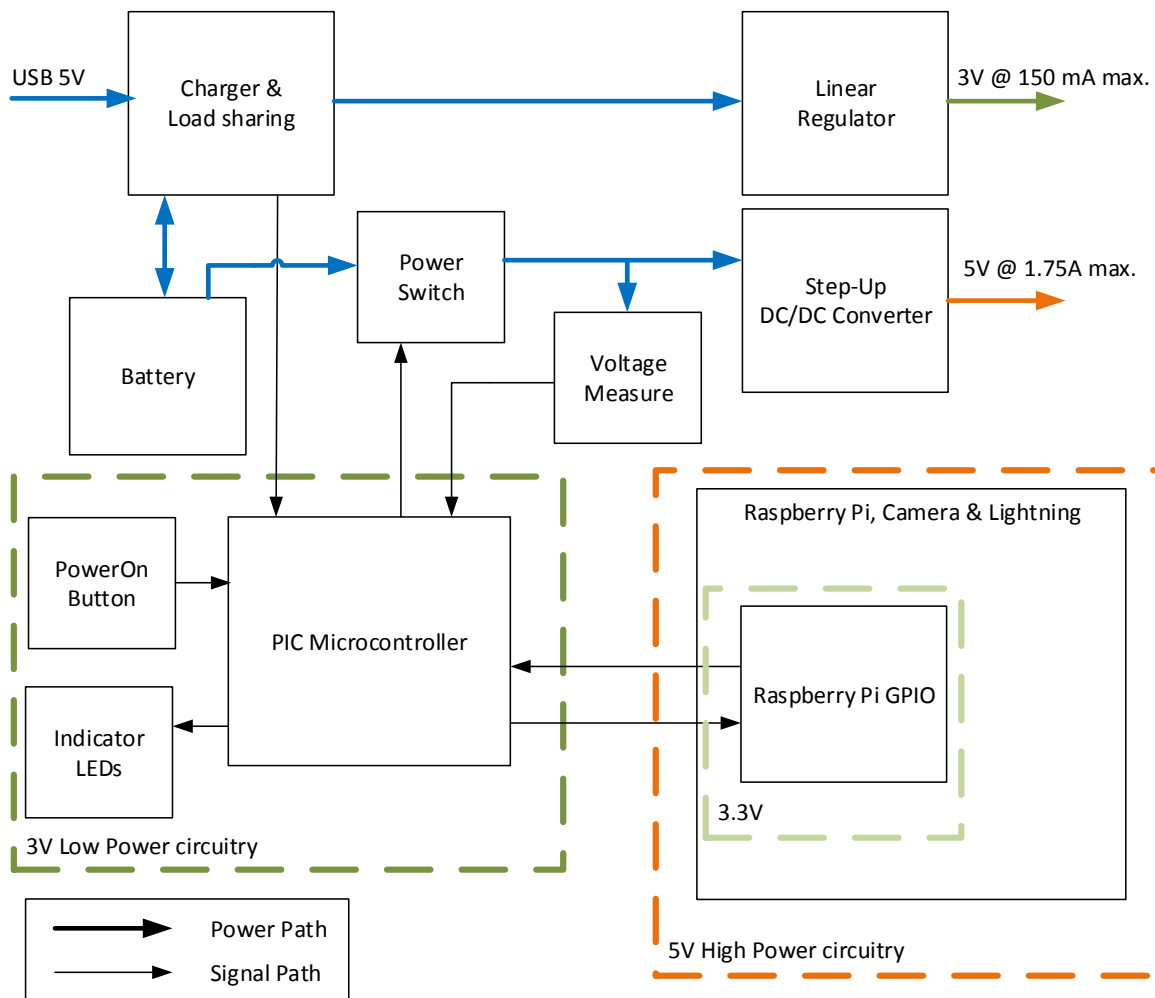 USB 5V
Charger &
Load sharing
Linear
Regulator
3V @ 150 mA max.
Power
Switch
Step-Up
DC/DC Converter
5V @ 1.75A max.
Battery
Voltage
Measure
PowerOn
Button
PIC Microcontroller
Indicator
LEDs
3V Low Power circuitry
Raspberry Pi, Camera & Lightning
Raspberry Pi GPIO
3.3V
5V High Power circuitry
Power Path
Signal Path